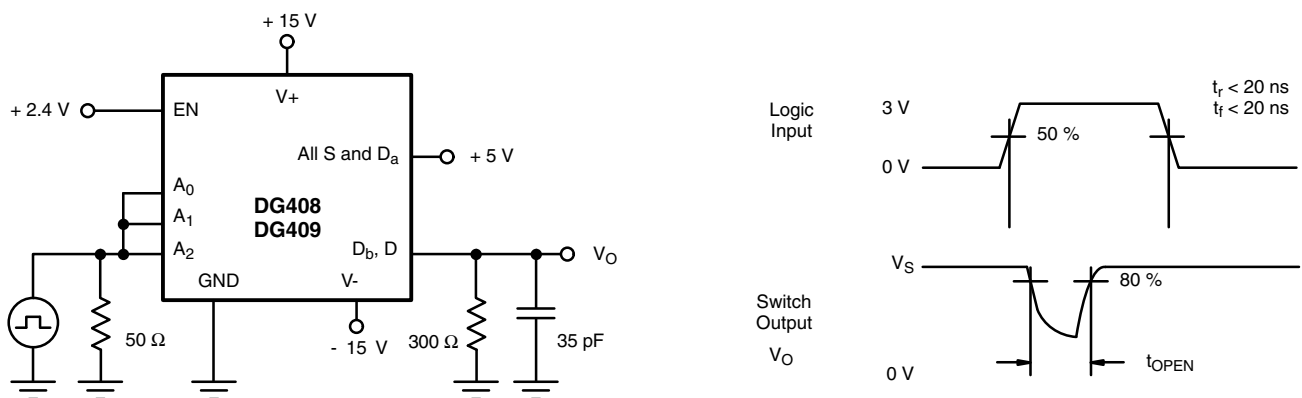 + 15 V
+ 2.4 V
EN
V+
All S and Da
+ 5 V
A0
A1
A2
DG408
DG409
Db, D
VO
GND
V-
50 Ω
- 15 V
300 Ω
35 pF
Logic
Input
3 V
0 V
50 %
tr < 20 ns
tf < 20 ns
VS
80 %
Switch
Output
VO
0 V
tOPEN